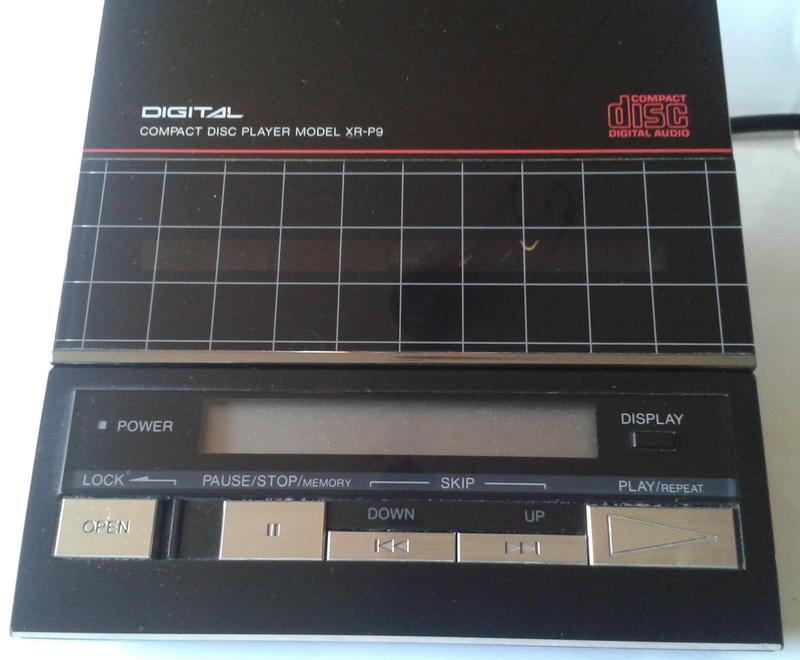 DIGITAL
COMPACT DISC PLAYER MODEL XR-P9
COMPACT
disc
DIGITAL AUDIO
POWER
DISPLAY
LOCK PAUSE/STOP/MEMORY SKIP PLAY/REPEAT
OPEN DOWN UP